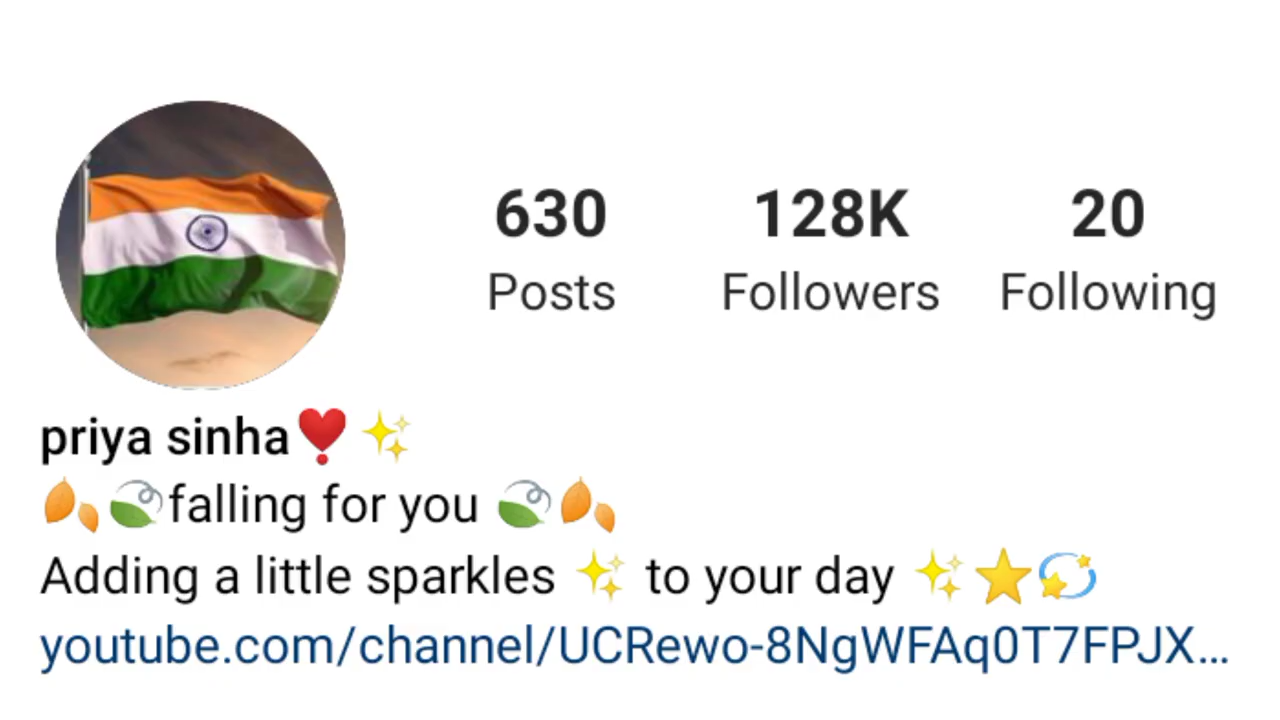 630 128K 20
Posts Followers Following
priya sinha❣️✨
🍂🍃falling for you 🍃🍂
Adding a little sparkles ✨ to your day ✨⭐💫
youtube.com/channel/UCRewo-8NgWFAq0T7FPJX...